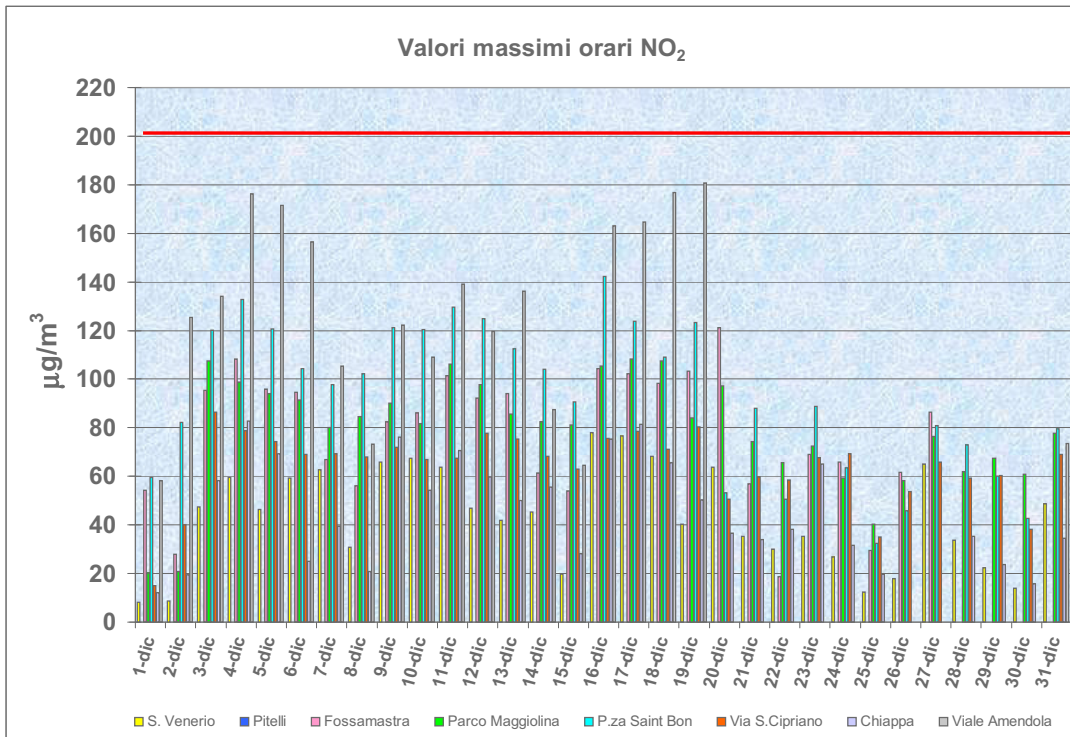 Valori massimi orari NO₂
220
200
180
160
140
120
100
80
60
40
20
0
µg/m³
1-dic
2-dic
3-dic
4-dic
5-dic
6-dic
7-dic
8-dic
9-dic
10-dic
11-dic
12-dic
13-dic
14-dic
15-dic
16-dic
17-dic
18-dic
19-dic
20-dic
21-dic
22-dic
23-dic
24-dic
25-dic
26-dic
27-dic
28-dic
29-dic
30-dic
31-dic
S. Venerio Pitelli Fossamastra Parco Maggiolina P.za Saint Bon Via S.Cipriano Chiappa Viale Amendola